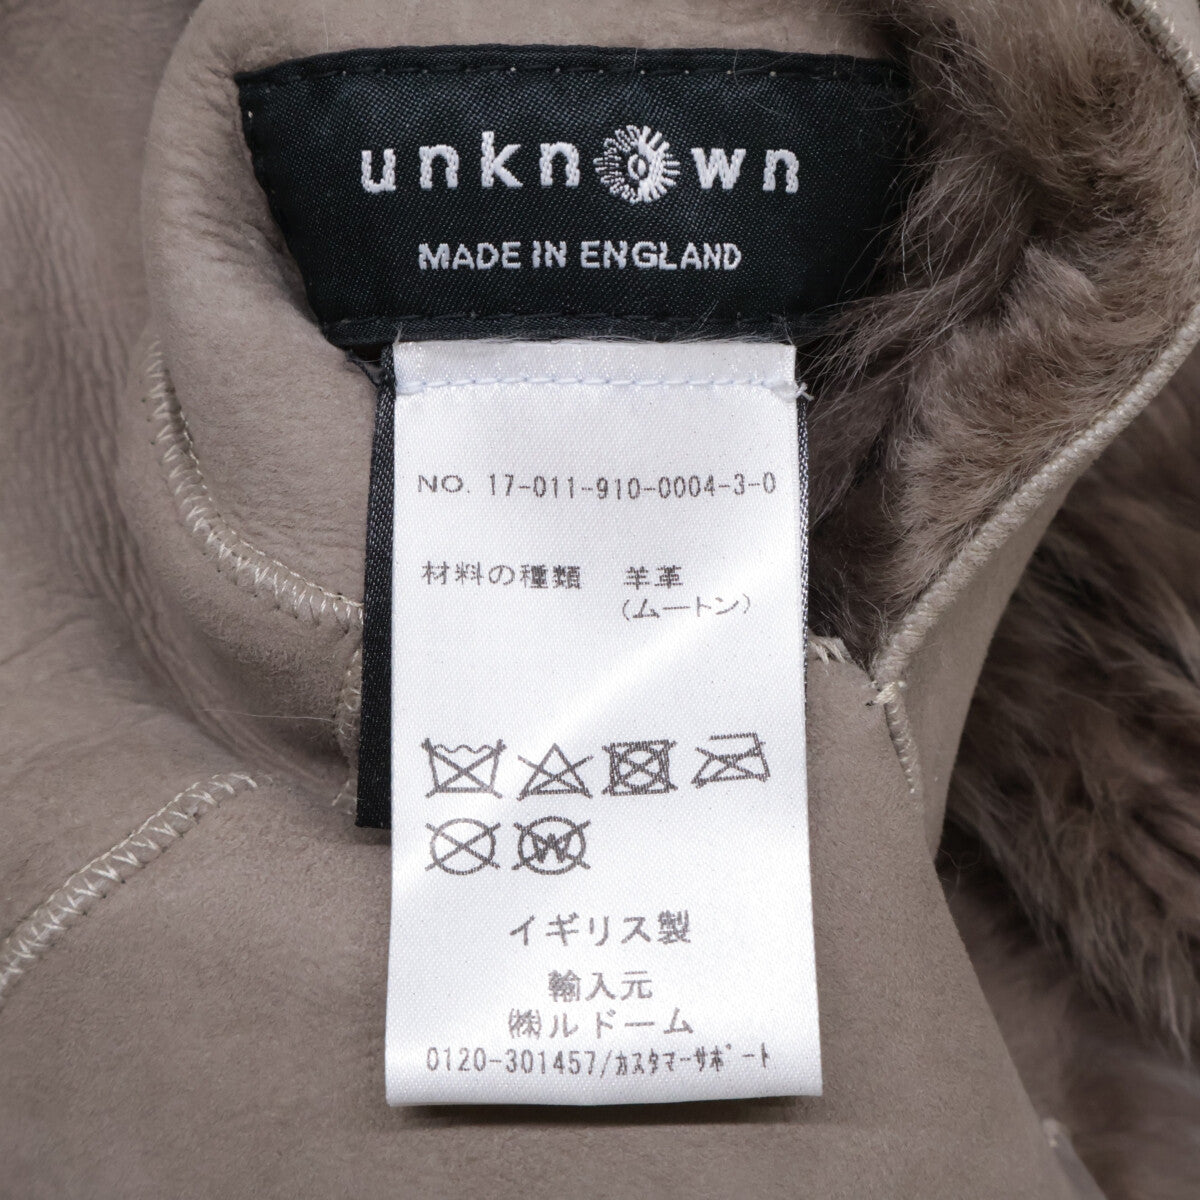 unknown
MADE IN ENGLAND
NO. 17-011-910-0004-3-0
材料の種類 羊革
(ムートン)
W
イギリス製
輸入元
㈱ルドーム
0120-301457/ｶｽﾀﾏｰｻﾎﾟｰﾄ